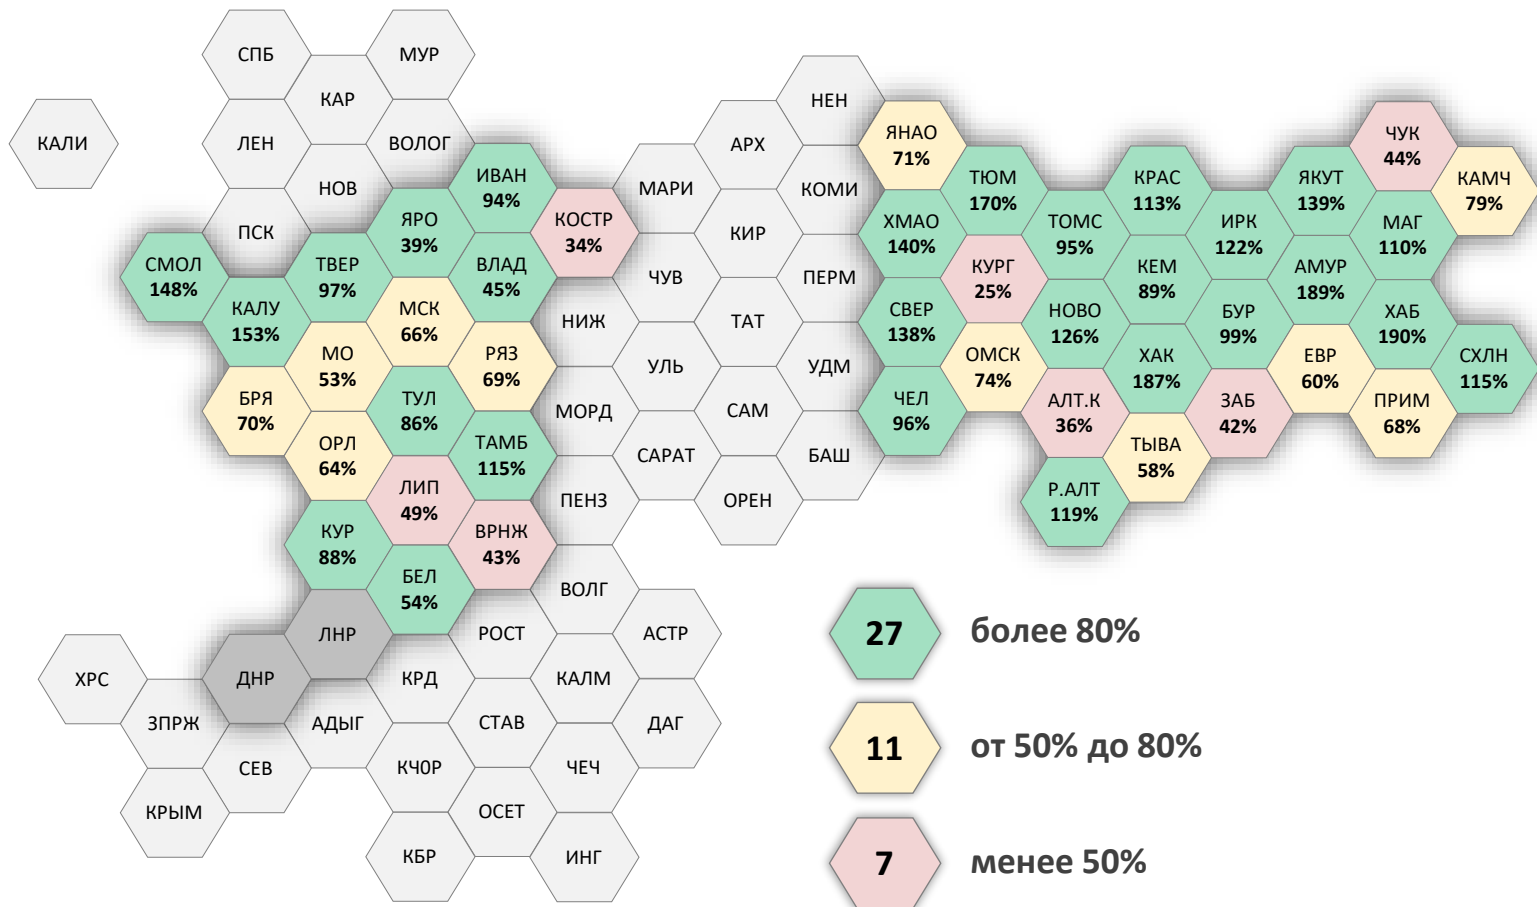 СПБ
МУР
КАР
НЕН
КАЛИ
ЛЕН
ВОЛОГ
АРХ
ЯНАО
71%
ЧУК
44%
НОВ
ИВАН
94%
МАРИ
КОМИ
ТЮМ
170%
КРАС
113%
ЯКУТ
139%
КАМЧ
79%
ПСК
ЯРО
39%
КОСТР
34%
КИР
ХМАО
140%
ТОМС
95%
ИРК
122%
МАГ
110%
СМОЛ
148%
ТВЕР
97%
ВЛАД
45%
ЧУВ
ПЕРМ
КУРГ
25%
КЕМ
89%
АМУР
189%
КАЛУ
153%
МСК
66%
НИЖ
ТАТ
СВЕР
138%
НОВО
126%
БУР
99%
ХАБ
190%
МО
53%
РЯЗ
69%
УЛЬ
УДМ
ОМСК
74%
ХАК
187%
ЕВР
60%
СХЛН
115%
БРЯ
70%
ТУЛ
86%
МОРД
САМ
ЧЕЛ
96%
АЛТ.К
36%
ЗАБ
42%
ПРИМ
68%
ОРЛ
64%
ТАМБ
115%
САРАТ
БАШ
ТЫВА
58%
ЛИП
49%
ПЕНЗ
ОРЕН
Р.АЛТ
119%
КУР
88%
ВРНЖ
43%
БЕЛ
54%
ВОЛГ
ЛНР
РОСТ
АСТР
27
более 80%
ХРС
ДНР
КРД
КАЛМ
ЗПРЖ
АДЫГ
СТАВ
ДАГ
11
от 50% до 80%
СЕВ
КЧ0Р
ЧЕЧ
КРЫМ
ОСЕТ
КБР
ИНГ
7
менее 50%